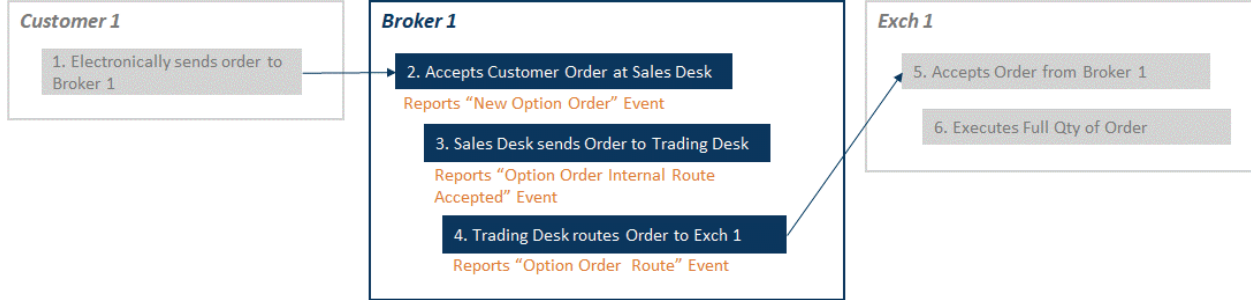 Customer 1
1. Electronically sends order to
Broker 1
Broker 1
2. Accepts Customer Order at Sales Desk
Reports “New Option Order” Event
3. Sales Desk sends Order to Trading Desk
Reports “Option Order Internal Route
Accepted” Event
4. Trading Desk routes Order to Exch 1
Reports “Option Order Route” Event
Exch 1
5. Accepts Order from Broker 1
6. Executes Full Qty of Order